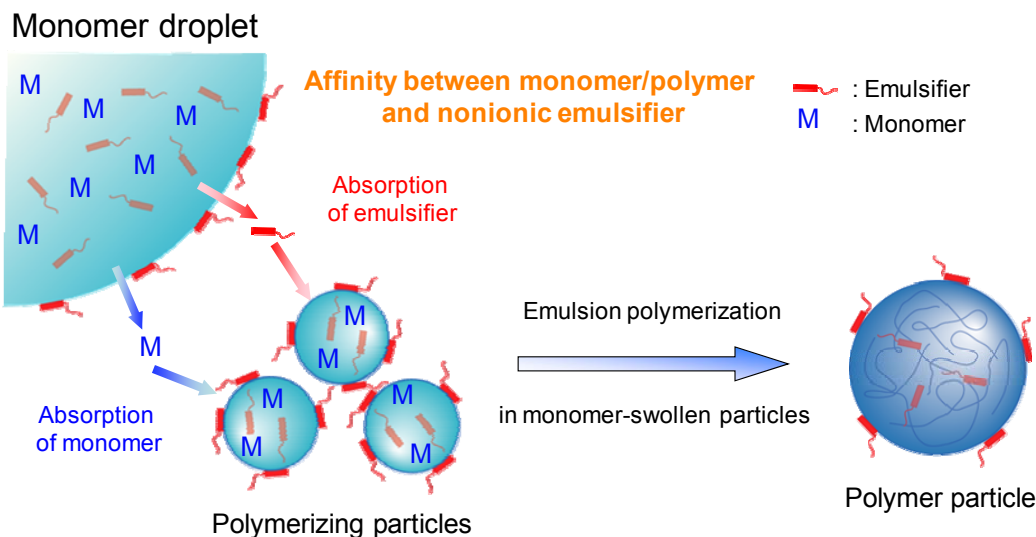 Monomer droplet
Affinity between monomer/polymer
and nonionic emulsifier
: Emulsifier
M : Monomer
M
M
M
M
M
M
Absorption
of emulsifier
M
Absorption
of monomer
M
M
M
M
M
M
Emulsion polymerization
in monomer-swollen particles
Polymerizing particles
Polymer particle